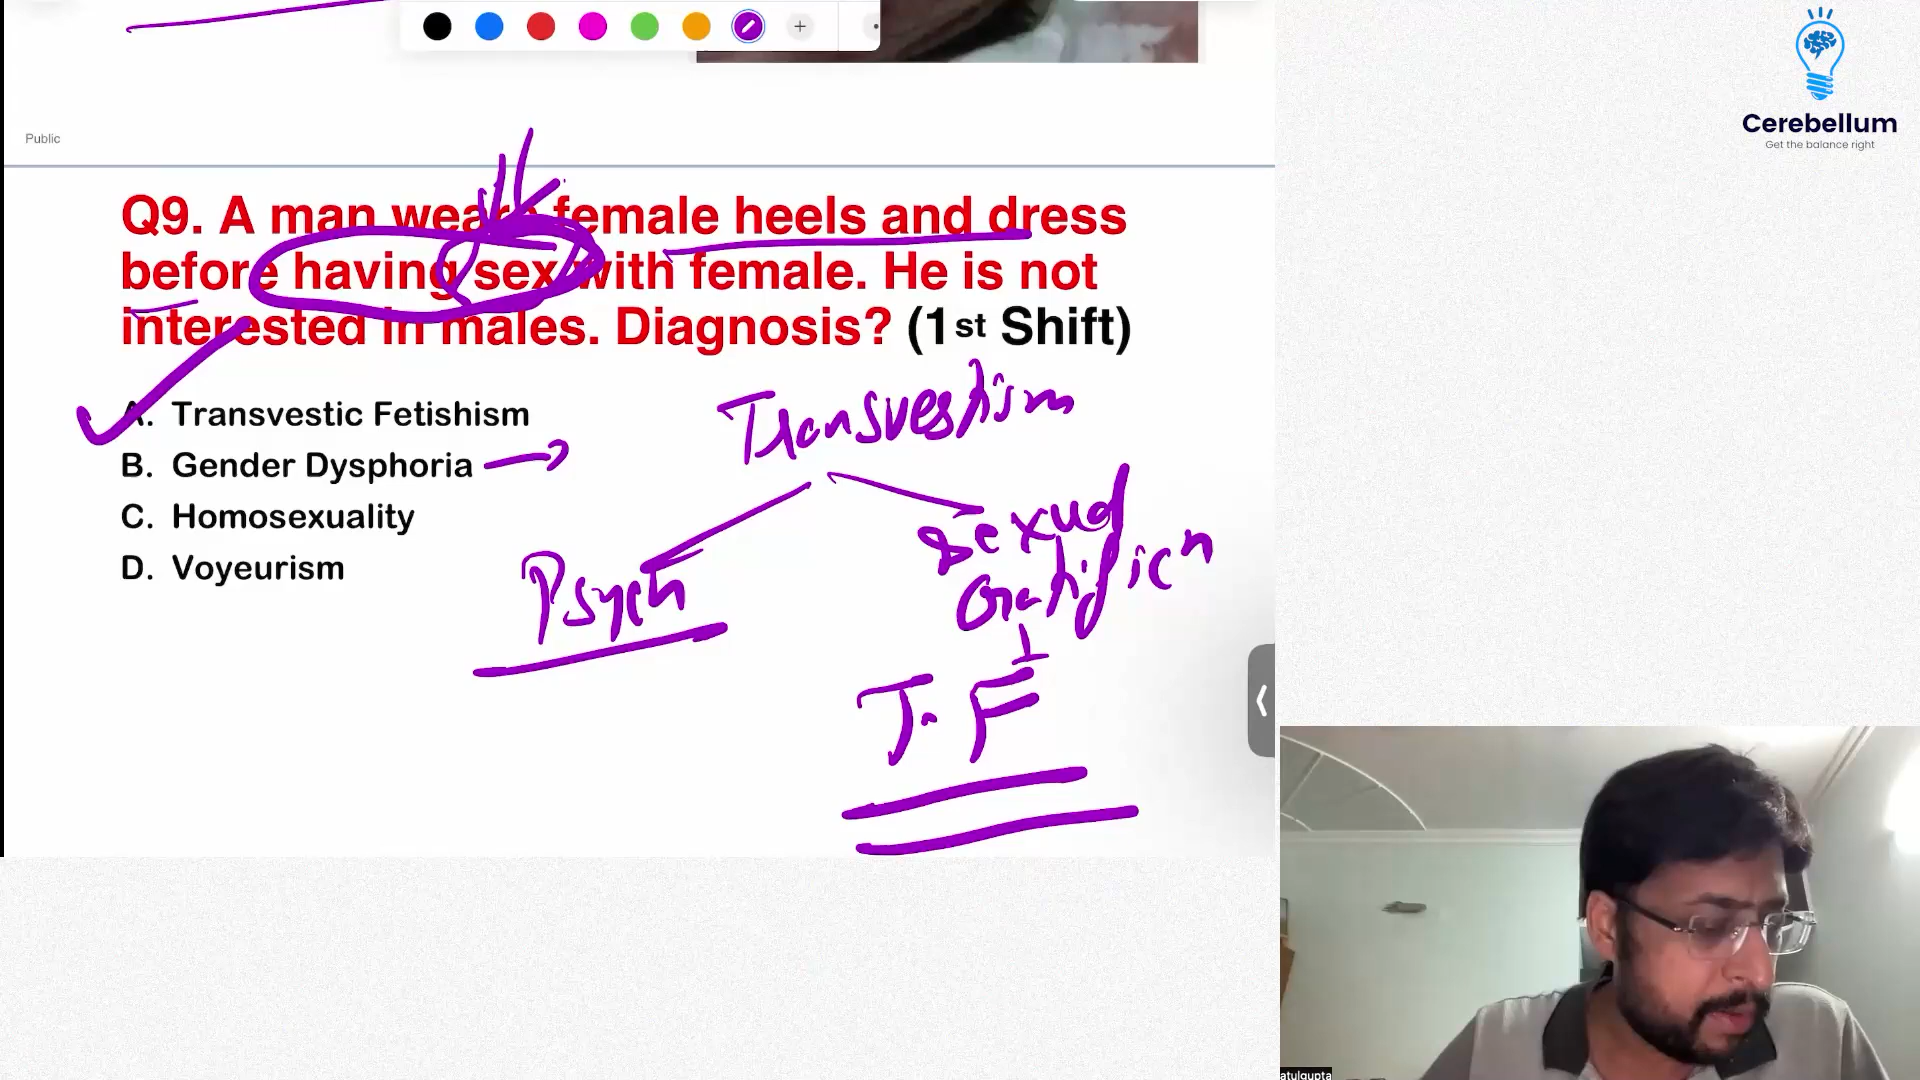 Cerebellum
Get the balance right
Public
Q9. A man wears female heels and dress
before having sex with female. He is not
interested in males. Diagnosis? (1st Shift)
A. Transvestic Fetishism
B. Gender Dysphoria
C. Homosexuality
D. Voyeurism
Transvestism
Psych
Sexual
Gratificn
T. F
atulgupta